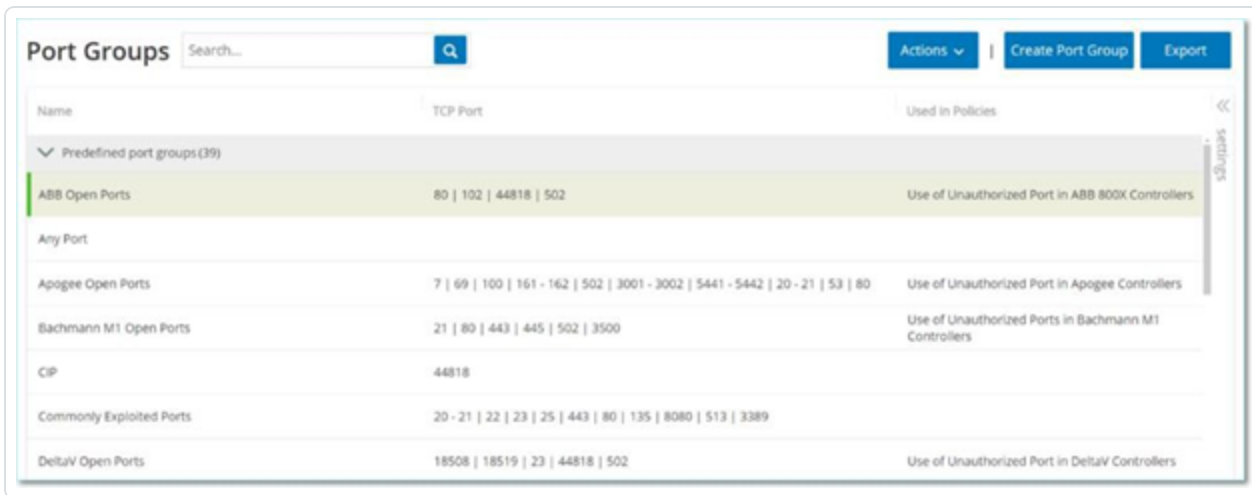 Port Groups Search... Actions | Create Port Group Export
Name TCP Port Used in Policies
settings
Predefined port groups (39)
ABB Open Ports 80 | 102 | 44818 | 502 Use of Unauthorized Port in ABB 800X Controllers
Any Port
Apogee Open Ports 7 | 69 | 100 | 161 - 162 | 502 | 3001 - 3002 | 5441 - 5442 | 20 - 21 | 53 | 80 Use of Unauthorized Port in Apogee Controllers
Bachmann M1 Open Ports 21 | 80 | 443 | 445 | 502 | 3500 Use of Unauthorized Ports in Bachmann M1
Controllers
CIP 44818
Commonly Exploited Ports 20 - 21 | 22 | 23 | 25 | 443 | 80 | 135 | 8080 | 513 | 3389
DeltaV Open Ports 18508 | 18519 | 23 | 44818 | 502 Use of Unauthorized Port in DeltaV Controllers